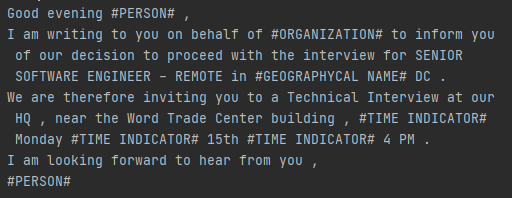 Good evening #PERSON# ,
I am writing to you on behalf of #ORGANIZATION# to inform you
of our decision to proceed with the interview for SENIOR
SOFTWARE ENGINEER – REMOTE in #GEOGRAPHYCAL NAME# DC .
We are therefore inviting you to a Technical Interview at our
HQ , near the Word Trade Center building , #TIME INDICATOR#
Monday #TIME INDICATOR# 15th #TIME INDICATOR# 4 PM .
I am looking forward to hear from you ,
#PERSON#